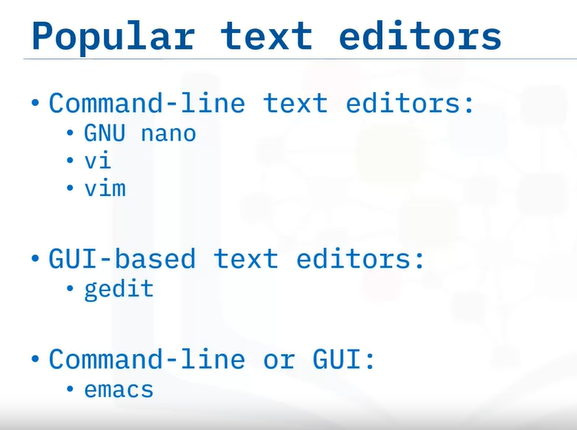 Popular text editors
• Command-line text editors:
• GNU nano
• vi
• vim
• GUI-based text editors:
• gedit
• Command-line or GUI:
• emacs